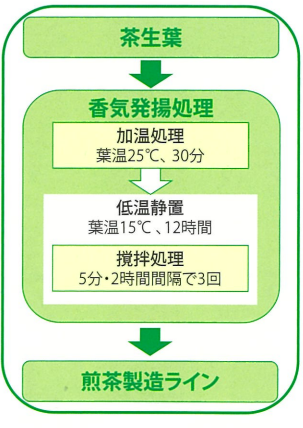 茶生葉
香気発揚処理
加温処理
葉温25℃、30分
低温静置
葉温15℃、12時間
撹拌処理
5分・2時間間隔で3回
煎茶製造ライン